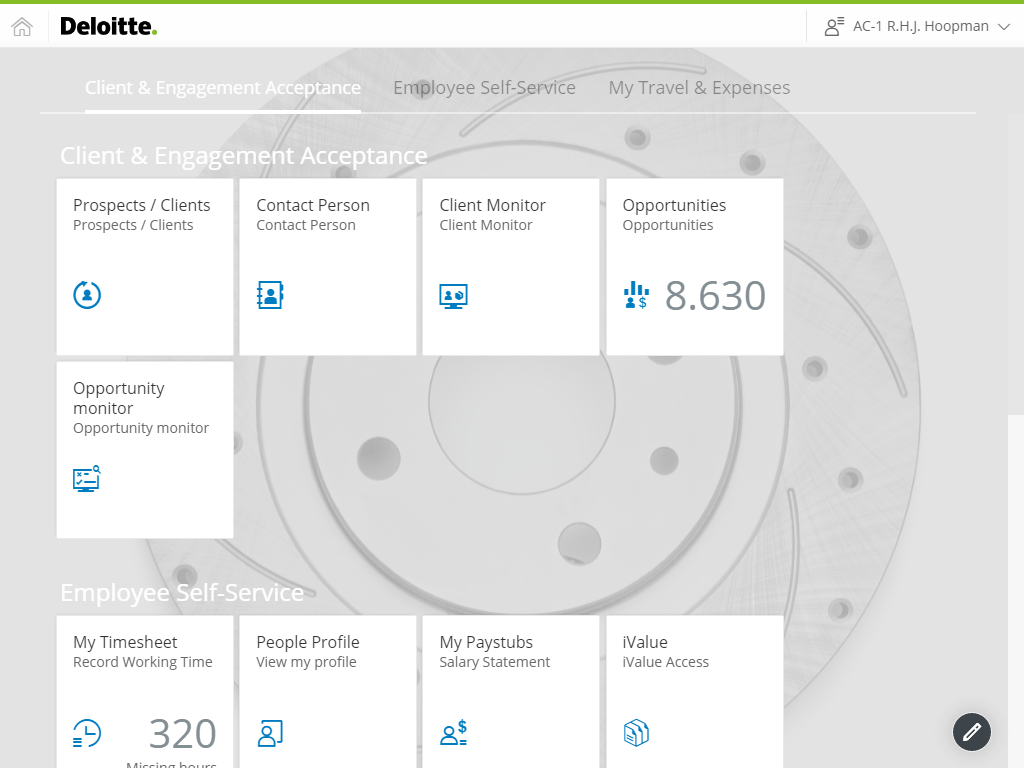 Deloitte.
AC-1 R.H.J. Hoopman
Client & Engagement Acceptance
Employee Self-Service
My Travel & Expenses
Client & Engagement Acceptance
Prospects / Clients
Prospects / Clients
Contact Person
Contact Person
Client Monitor
Client Monitor
Opportunities
Opportunities
8.630
Opportunity
monitor
Opportunity monitor
Employee Self-Service
My Timesheet
Record Working Time
320
Missing hours
People Profile
View my profile
My Paystubs
Salary Statement
iValue
iValue Access